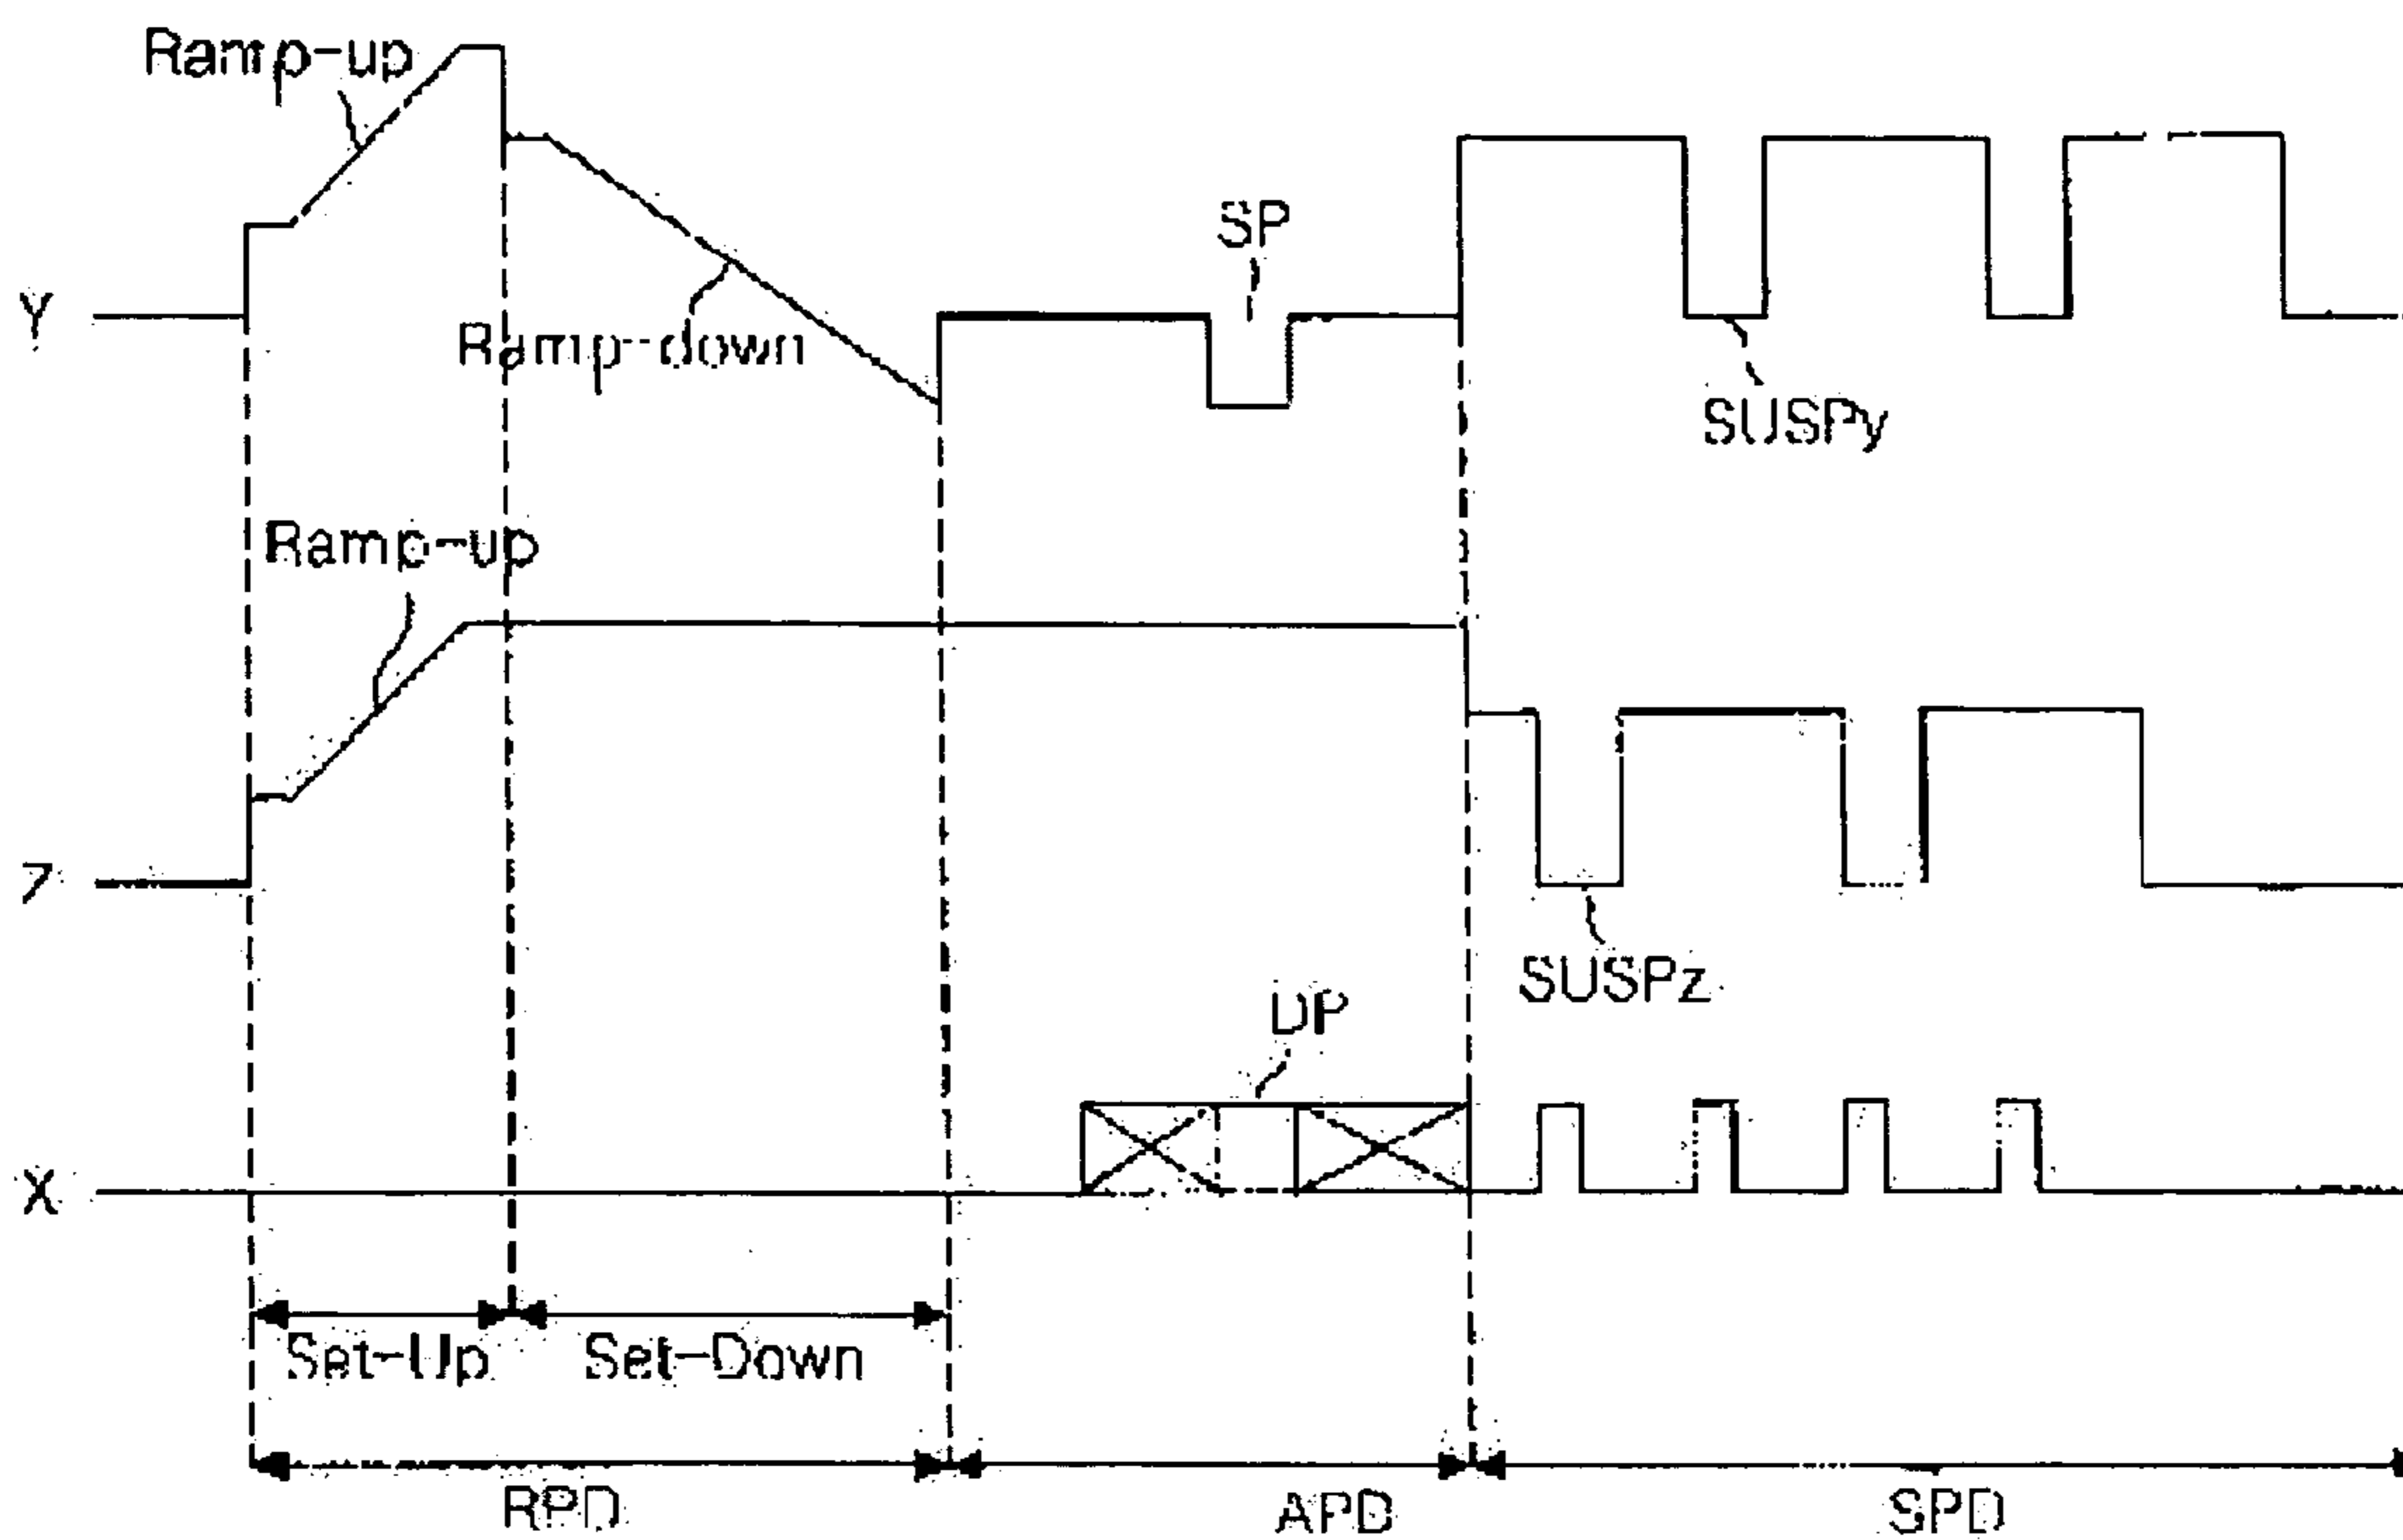 Ramp-up
SP
Y
Ramp-down
SUSPy
Ramp-up
Z
SUSPz
DP
X
Set-Up
Set-Down
RPD
APD
SPD